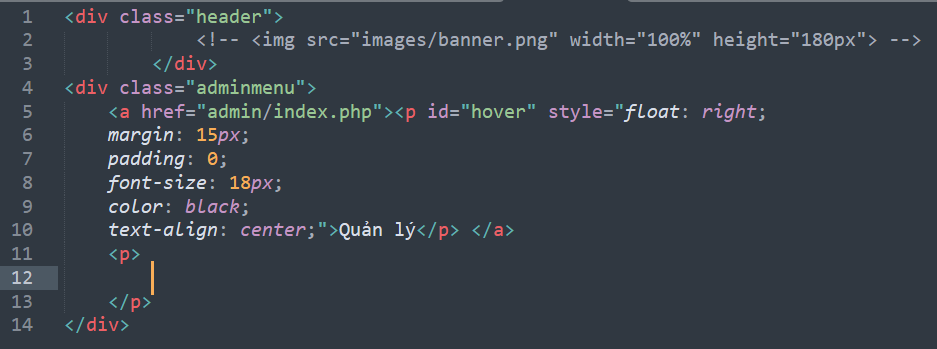 1 <div class="header">
2 <!-- <img src="images/banner.png" width="100%" height="180px"> -->
3 </div>
4 <div class="adminmenu">
5 <a href="admin/index.php"><p id="hover" style="float: right;
6 margin: 15px;
7 padding: 0;
8 font-size: 18px;
9 color: black;
10 text-align: center;">Quản lý</p> </a>
11 <p>
12
13 </p>
14 </div>